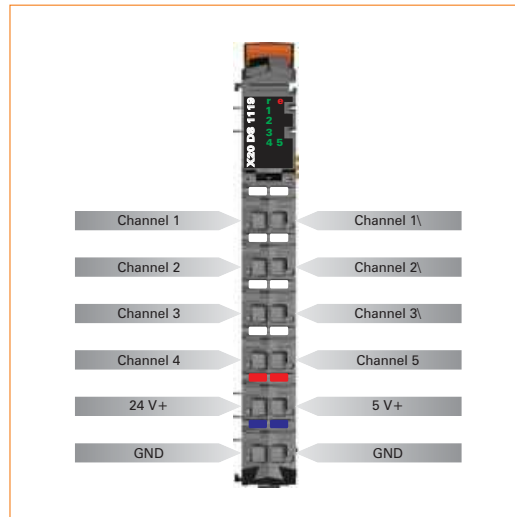 X20 DS 1119
r e
1
2
3
4 5
Channel 1 Channel 1\
Channel 2 Channel 2\
Channel 3 Channel 3\
Channel 4 Channel 5
24 V+ 5 V+
GND GND